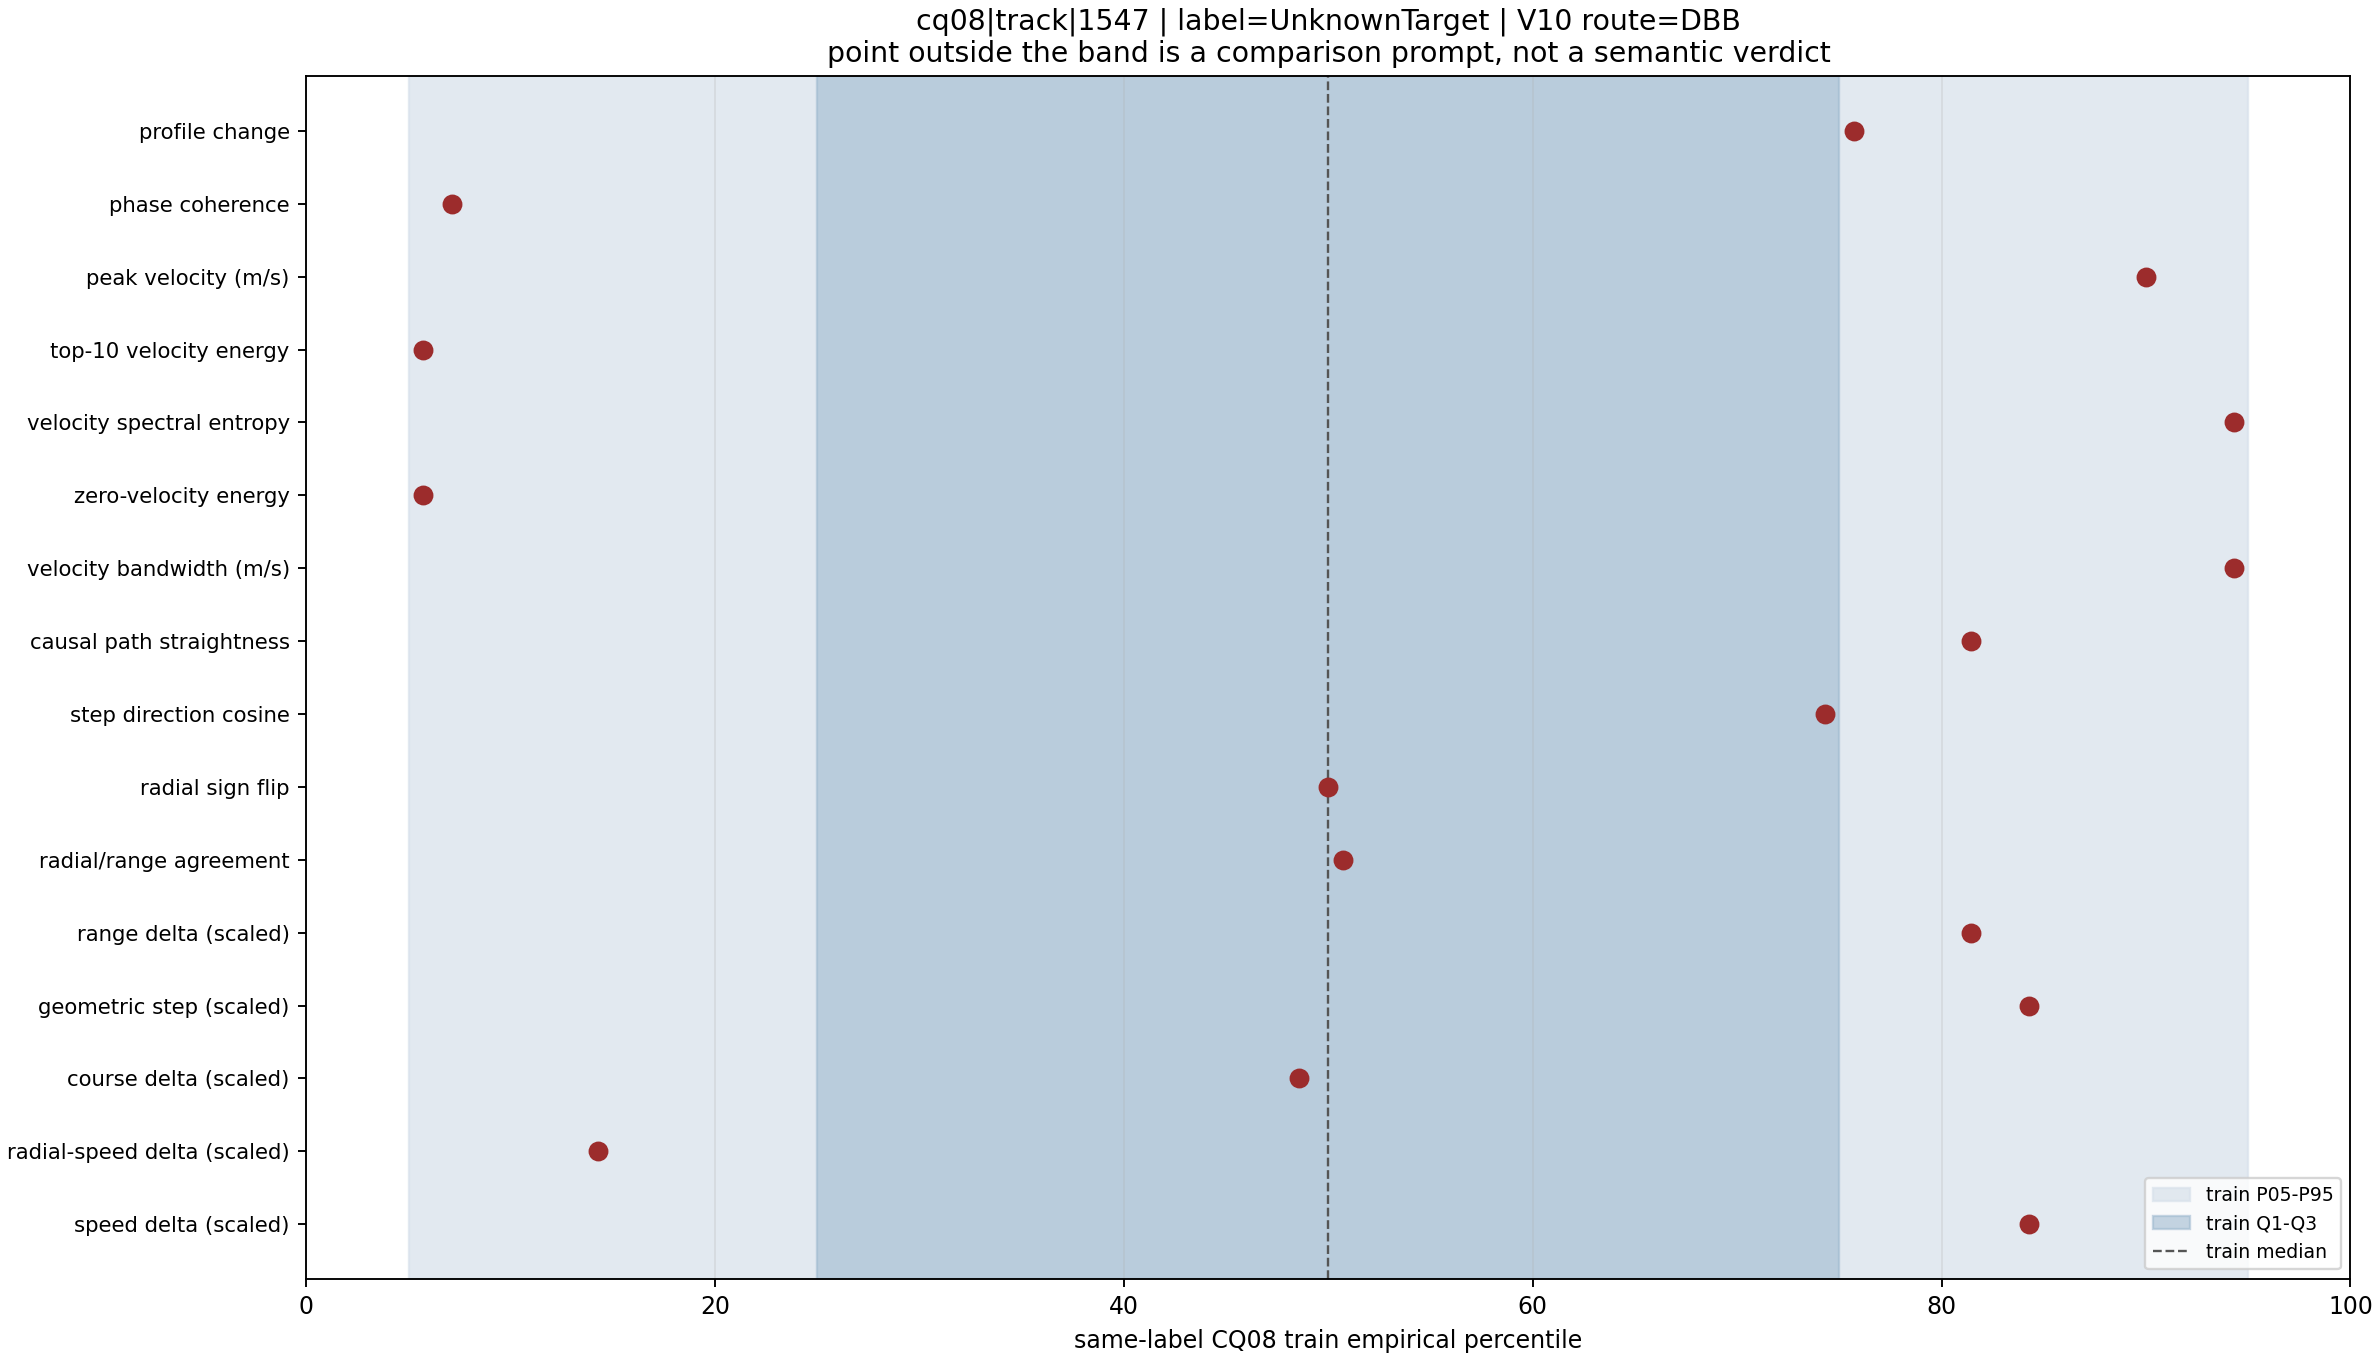 cq08|track|1547 | label=UnknownTarget | V10 route=DBB
point outside the band is a comparison prompt, not a semantic verdict
profile change
phase coherence
peak velocity (m/s)
top-10 velocity energy
velocity spectral entropy
zero-velocity energy
velocity bandwidth (m/s)
causal path straightness
step direction cosine
radial sign flip
radial/range agreement
range delta (scaled)
geometric step (scaled)
course delta (scaled)
radial-speed delta (scaled)
speed delta (scaled)
train P05-P95
train Q1-Q3
train median
0 20 40 60 80 100
same-label CQ08 train empirical percentile